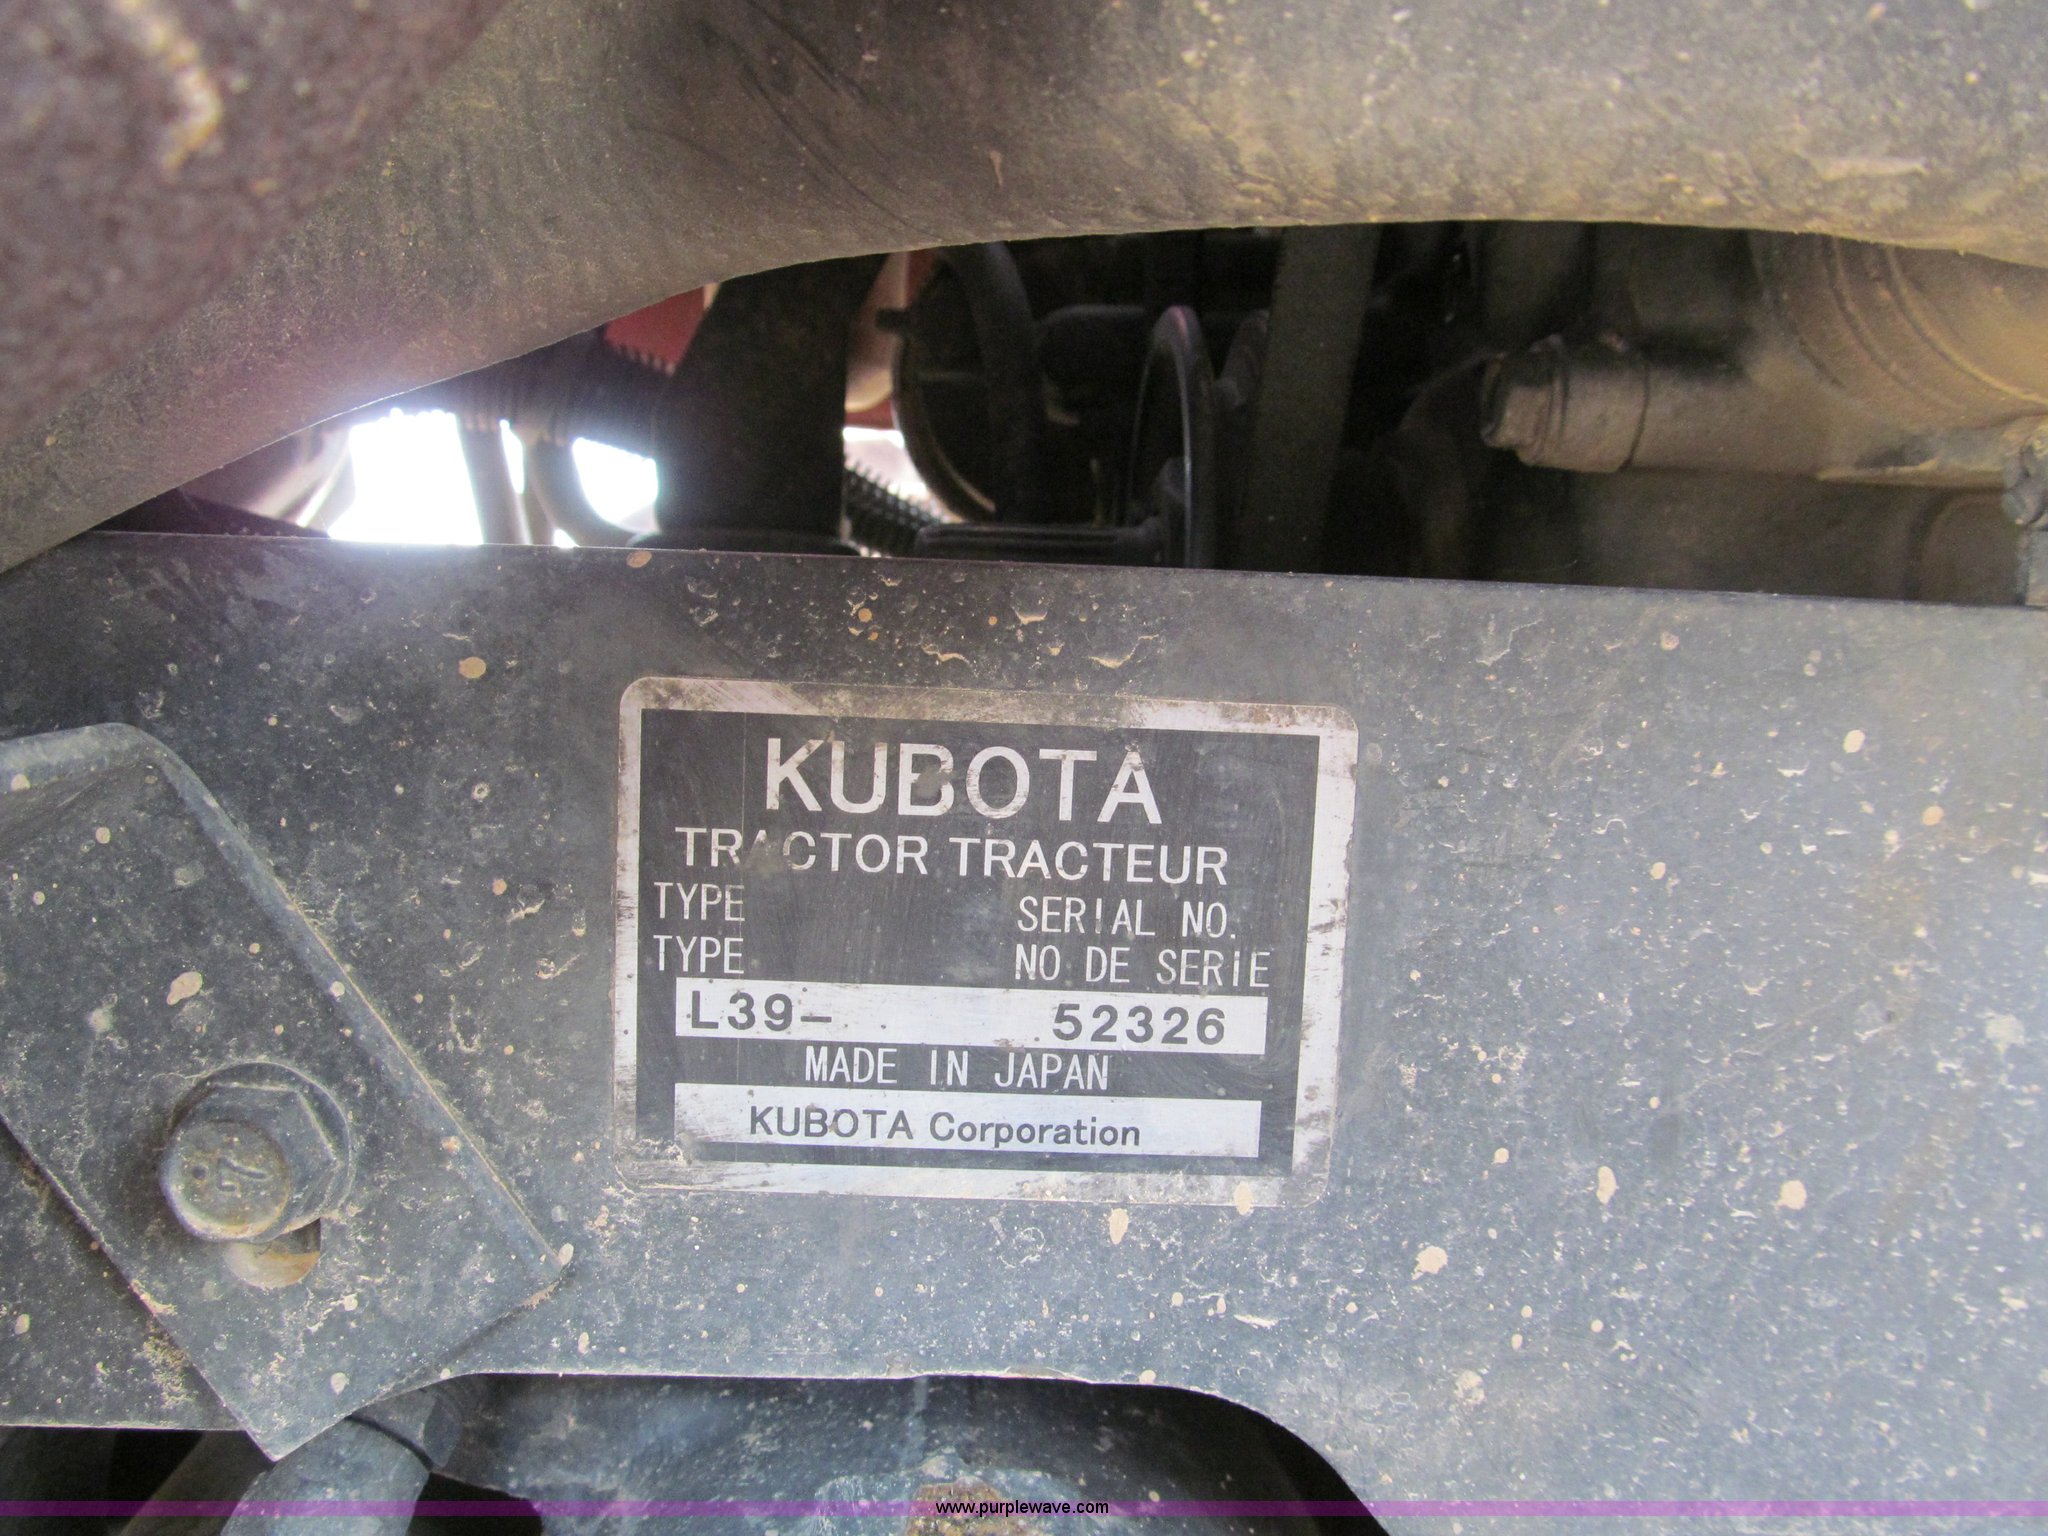 KUBOTA
TRACTOR TRACTEUR
TYPE SERIAL NO.
TYPE NO DE SERIE
L39- 52326
MADE IN JAPAN
KUBOTA Corporation
7
www.purplewave.com